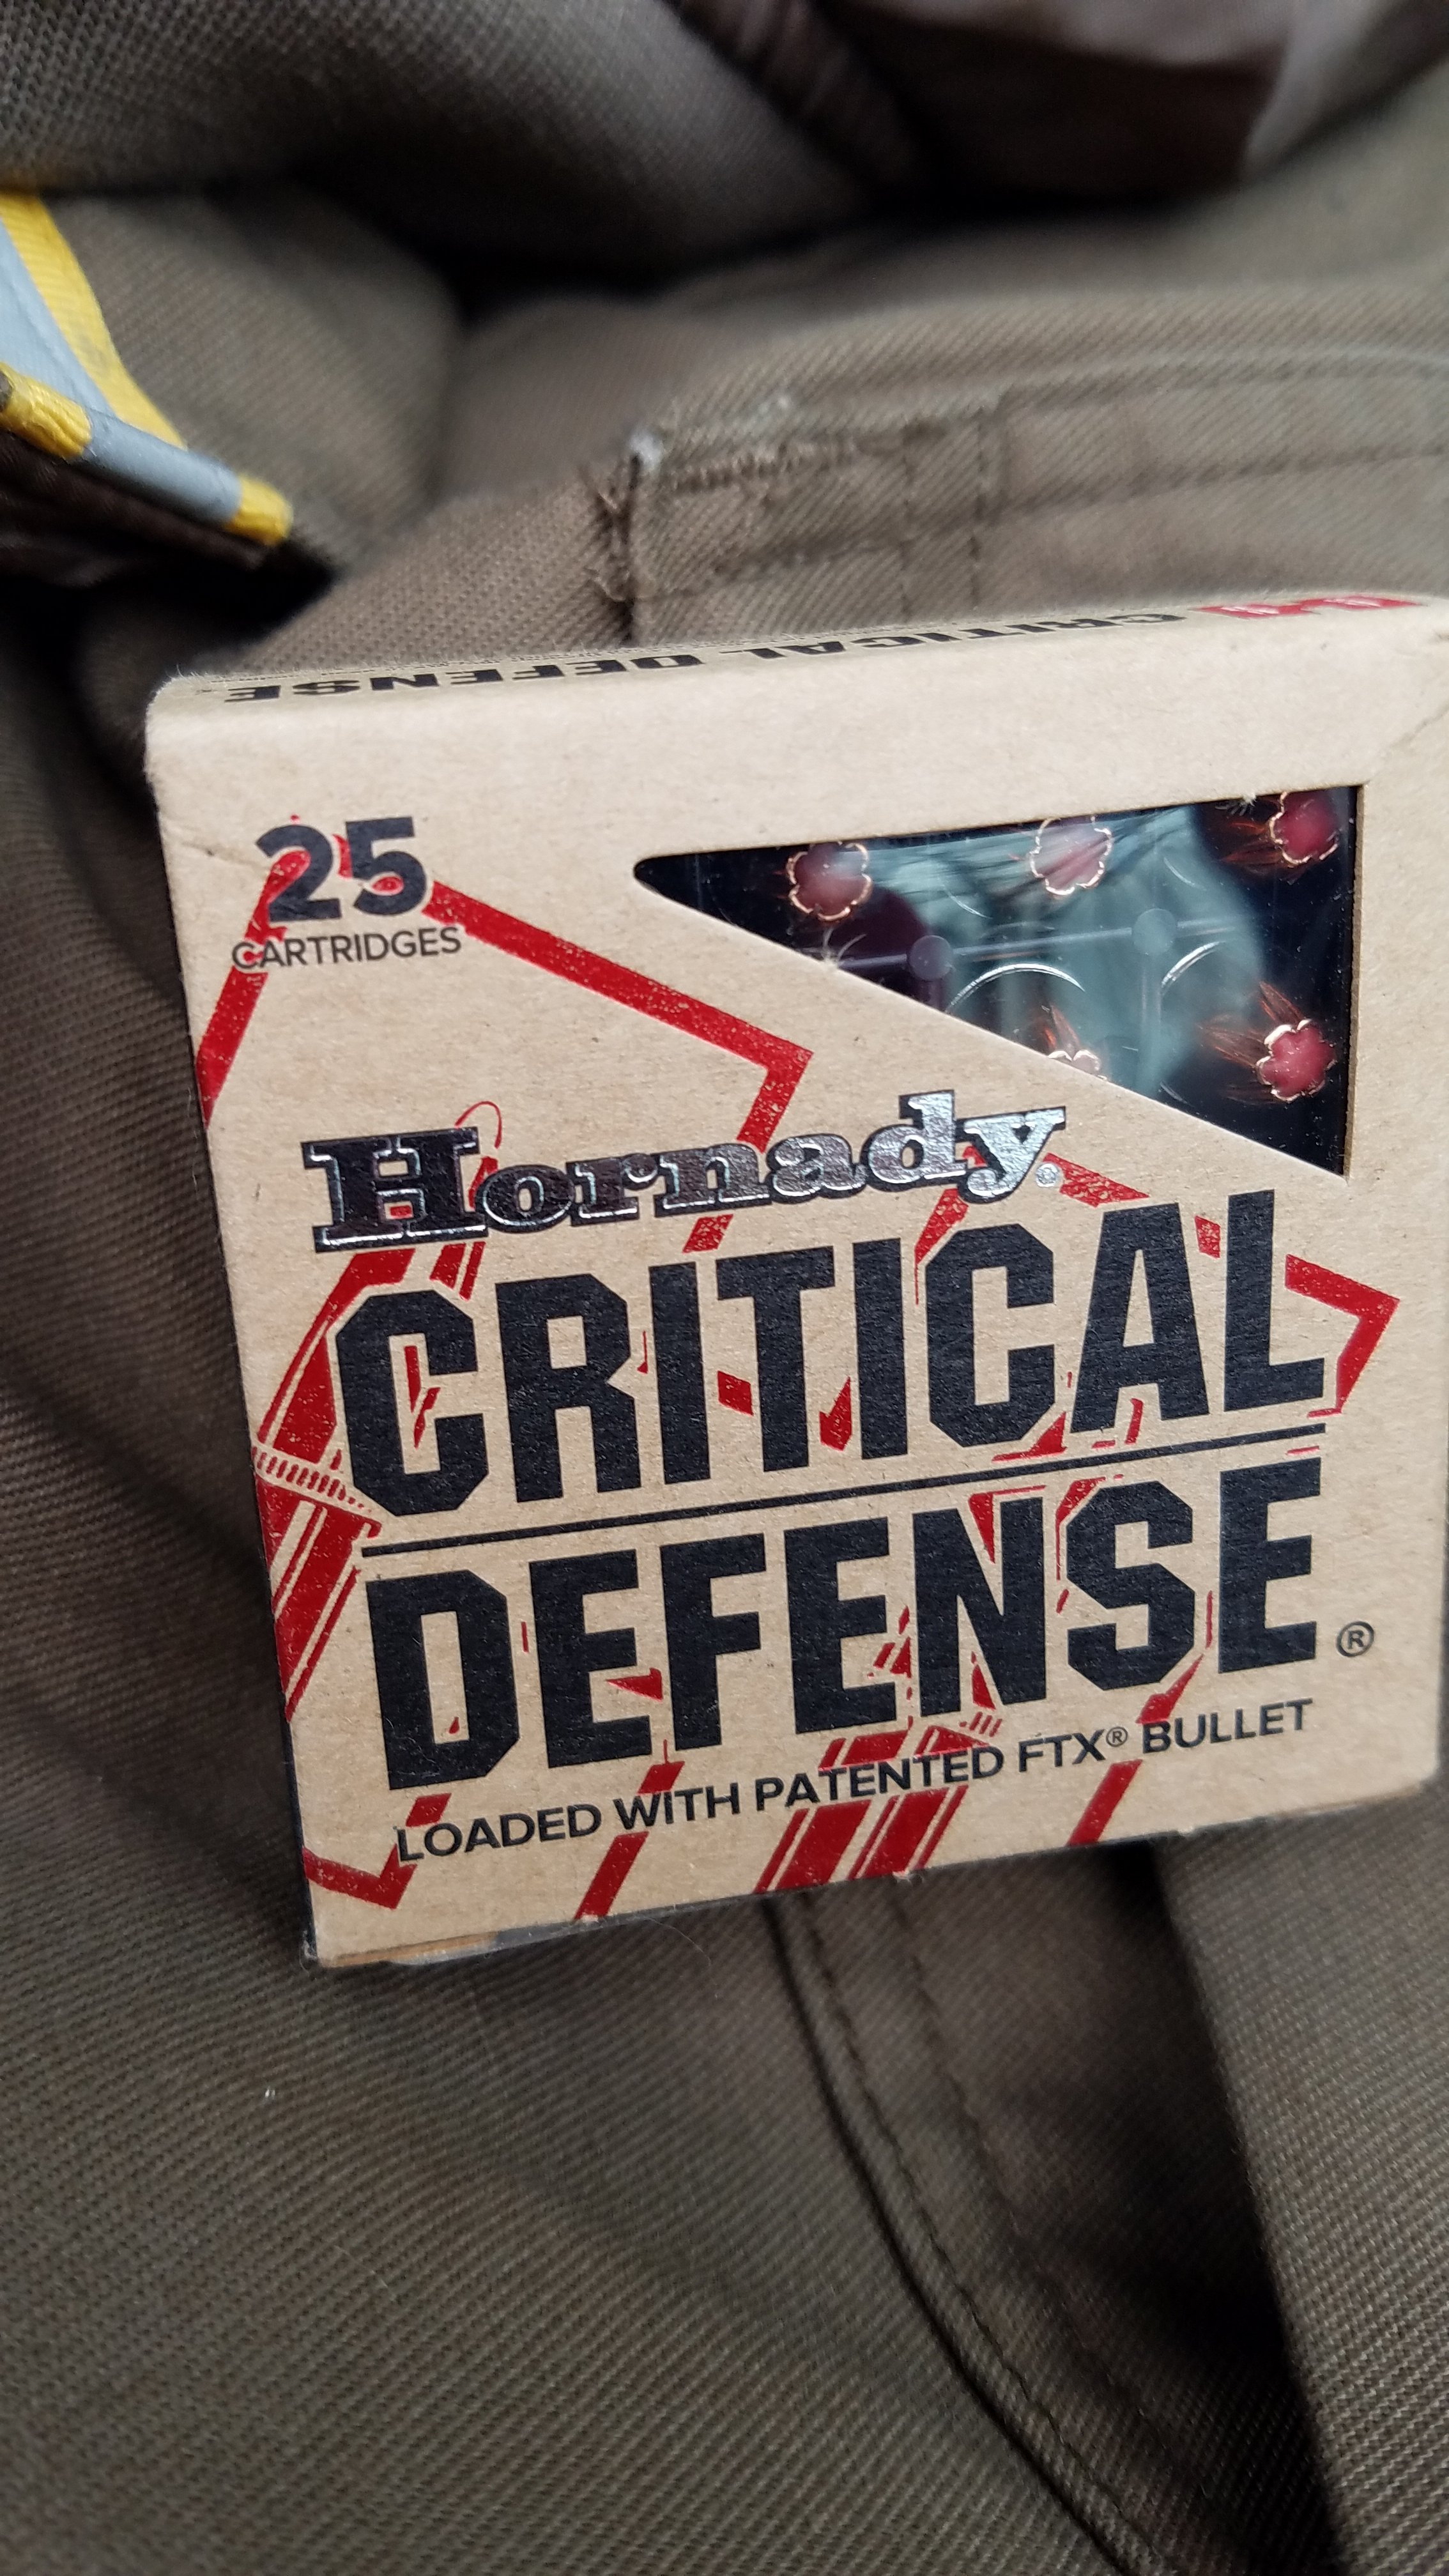 CRITICAL DEFENSE
25
CARTRIDGES
Hornady.
CRITICAL
DEFENSE®
LOADED WITH PATENTED FTX® BULLET